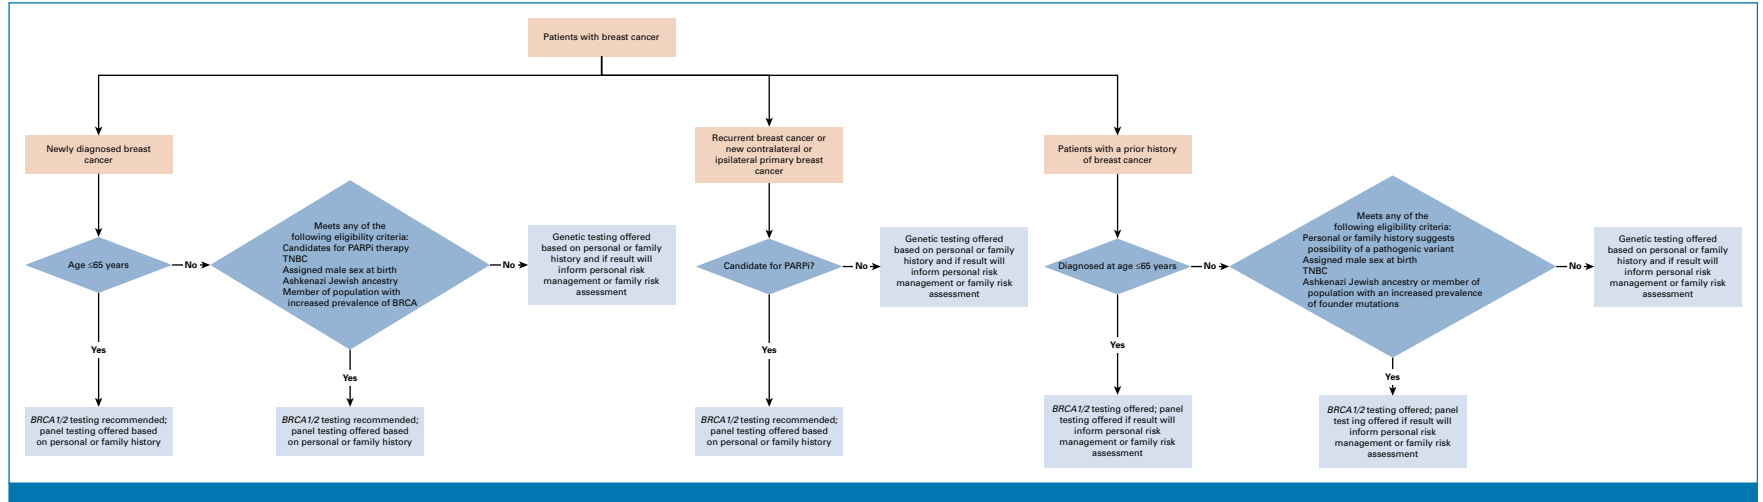 Patients with breast cancer
Newly diagnosed breast
cancer
Age ≤65 years
No
Meets any of the
following eligibility criteria:
Candidates for PARPi therapy
TNBC
Assigned male sex at birth
Ashkenazi Jewish ancestry
Member of population with
increased prevalence of BRCA
No
Genetic testing offered
based on personal or family
history and if result will
inform personal risk
management or family risk
assessment
Yes
BRCA1/2 testing recommended;
panel testing offered based
on personal or family history
Yes
BRCA1/2 testing recommended;
panel testing offered based
on personal or family history
Recurrent breast cancer or
new contralateral or
ipsilateral primary breast
cancer
Candidate for PARPi?
No
Genetic testing offered
based on personal or family
history and if result will
inform personal risk
management or family risk
assessment
Yes
BRCA1/2 testing recommended;
panel testing offered based
on personal or family history
Patients with a prior history
of breast cancer
Diagnosed at age ≤65 years
No
Meets any of the
following eligibility criteria:
Personal or family history suggests
possibility of a pathogenic variant
Assigned male sex at birth
TNBC
Ashkenazi Jewish ancestry or member of
population with an increased prevalence
of founder mutations
No
Genetic testing offered
based on personal or family
history and if result will
inform personal risk
management or family risk
assessment
Yes
BRCA1/2 testing offered; panel
testing offered if result will
inform personal risk
management or family risk
assessment
Yes
BRCA1/2 testing offered; panel
test ing offered if result will
inform personal risk
management or family risk
assessment